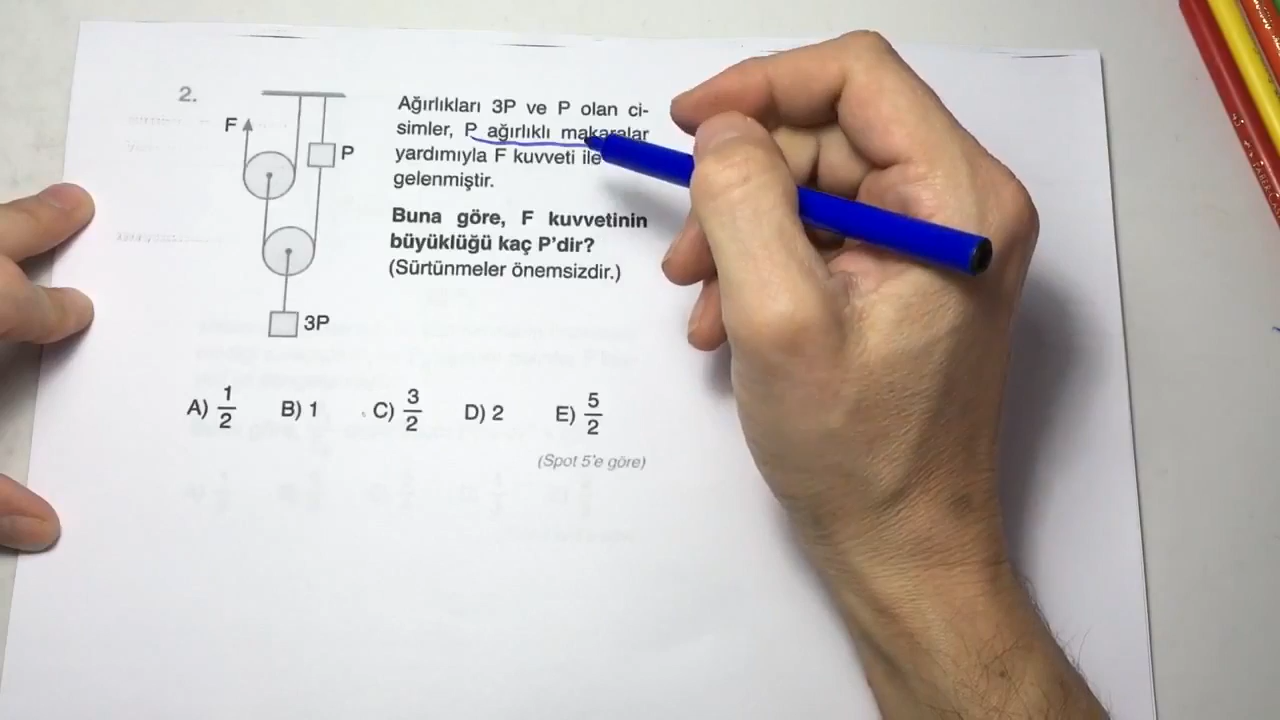 2.
F
P
3P
Ağırlıkları 3P ve P olan ci-
simler, P ağırlıklı makaralar
yardımıyla F kuvveti ile
gelenmiştir.
Buna göre, F kuvvetinin
büyüklüğü kaç P'dir?
(Sürtünmeler önemsizdir.)
A) 1/2 B) 1 C) 3/2 D) 2 E) 5/2
(Spot 5'e göre)